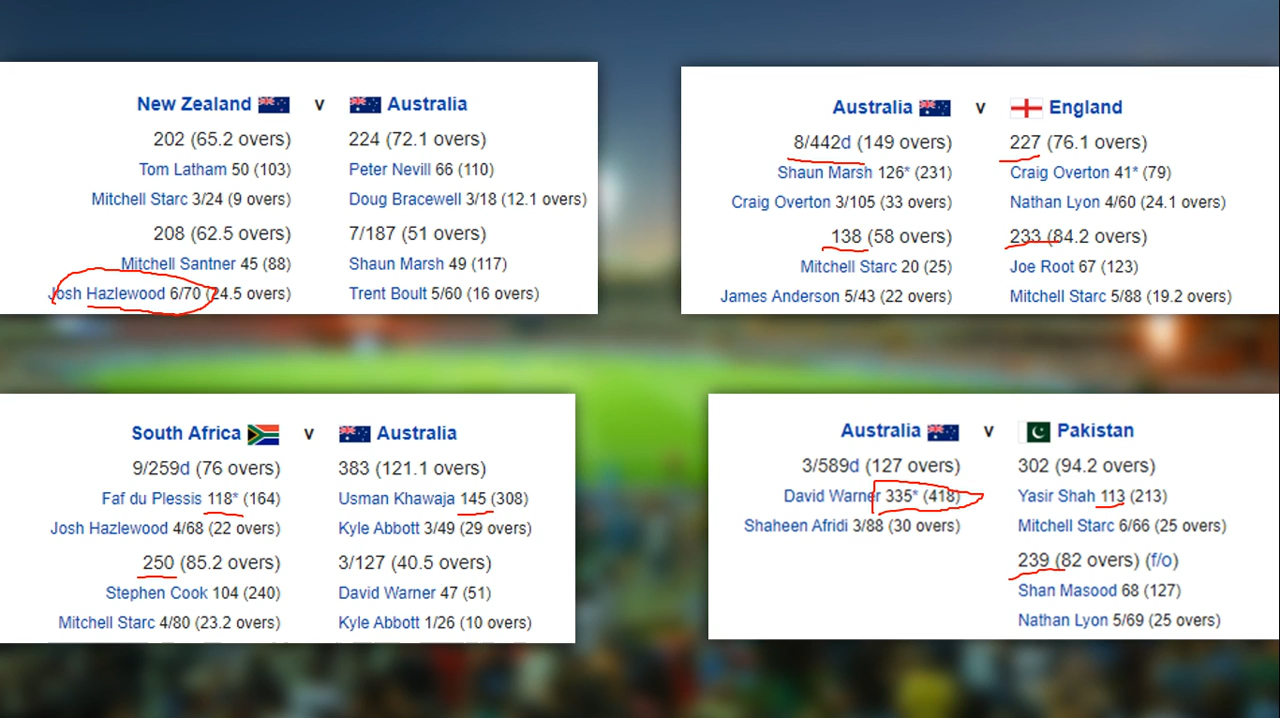 New Zealand v Australia
202 (65.2 overs) 224 (72.1 overs)
Tom Latham 50 (103) Peter Nevill 66 (110)
Mitchell Starc 3/24 (9 overs) Doug Bracewell 3/18 (12.1 overs)
208 (62.5 overs) 7/187 (51 overs)
Mitchell Santner 45 (88) Shaun Marsh 49 (117)
Josh Hazlewood 6/70 (24.5 overs) Trent Boult 5/60 (16 overs)
Australia v England
8/442d (149 overs) 227 (76.1 overs)
Shaun Marsh 126* (231) Craig Overton 41* (79)
Craig Overton 3/105 (33 overs) Nathan Lyon 4/60 (24.1 overs)
138 (58 overs) 233 (84.2 overs)
Mitchell Starc 20 (25) Joe Root 67 (123)
James Anderson 5/43 (22 overs) Mitchell Starc 5/88 (19.2 overs)
South Africa v Australia
9/259d (76 overs) 383 (121.1 overs)
Faf du Plessis 118* (164) Usman Khawaja 145 (308)
Josh Hazlewood 4/68 (22 overs) Kyle Abbott 3/49 (29 overs)
250 (85.2 overs) 3/127 (40.5 overs)
Stephen Cook 104 (240) David Warner 47 (51)
Mitchell Starc 4/80 (23.2 overs) Kyle Abbott 1/26 (10 overs)
Australia v Pakistan
3/589d (127 overs) 302 (94.2 overs)
David Warner 335* (418) Yasir Shah 113 (213)
Shaheen Afridi 3/88 (30 overs) Mitchell Starc 6/66 (25 overs)
239 (82 overs) (f/o)
Shan Masood 68 (127)
Nathan Lyon 5/69 (25 overs)